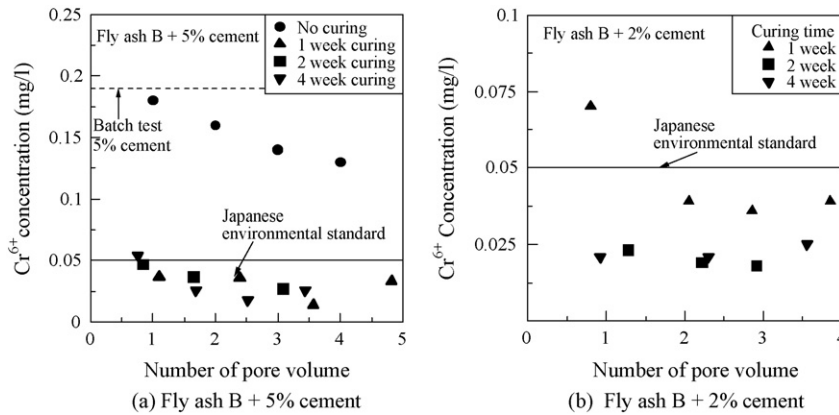 Fly ash B + 5% cement
No curing
1 week curing
2 week curing
4 week curing
0.25
0.2
0.15
0.1
0.05
0
Cr6+ concentration (mg/l)
Batch test
5% cement
Japanese
environmental standard
0 1 2 3 4 5
Number of pore volume
(a) Fly ash B + 5% cement
Fly ash B + 2% cement
Curing time
1 week
2 week
4 week
0.1
0.075
0.05
0.025
0
Cr6+ Concentration (mg/l)
Japanese
environmental standard
0 1 2 3 4
Number of pore volume
(b) Fly ash B + 2% cement